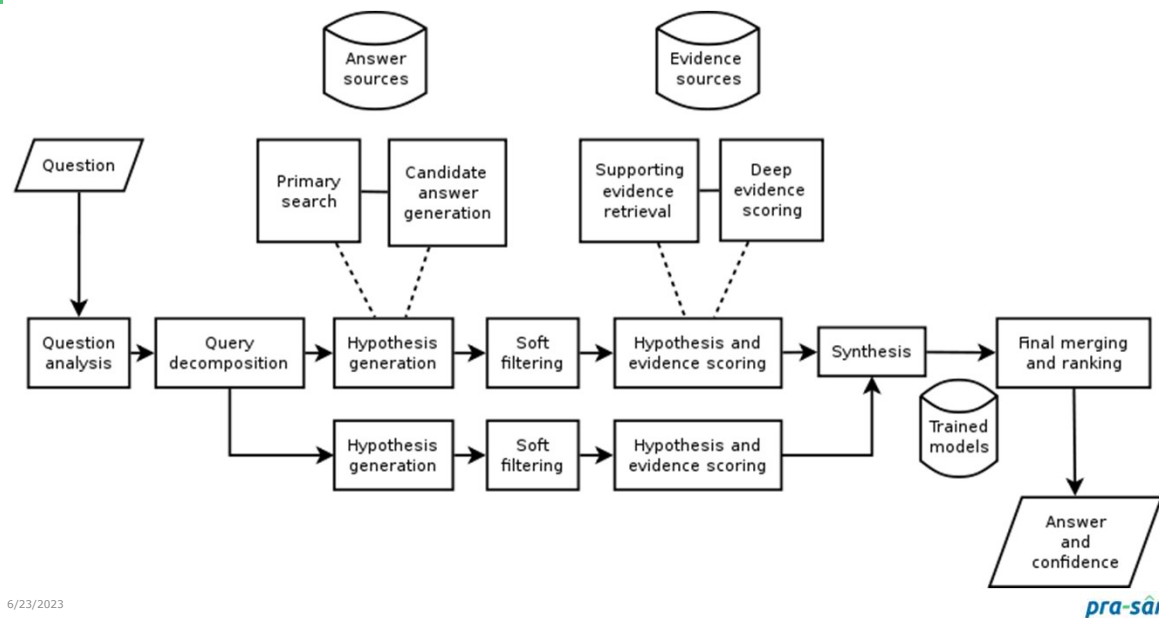 Answer
sources
Evidence
sources
Question
Primary
search
Candidate
answer
generation
Supporting
evidence
retrieval
Deep
evidence
scoring
Question
analysis
Query
decomposition
Hypothesis
generation
Soft
filtering
Hypothesis and
evidence scoring
Synthesis
Final merging
and ranking
Trained
models
Hypothesis
generation
Soft
filtering
Hypothesis and
evidence scoring
Answer
and
confidence
6/23/2023